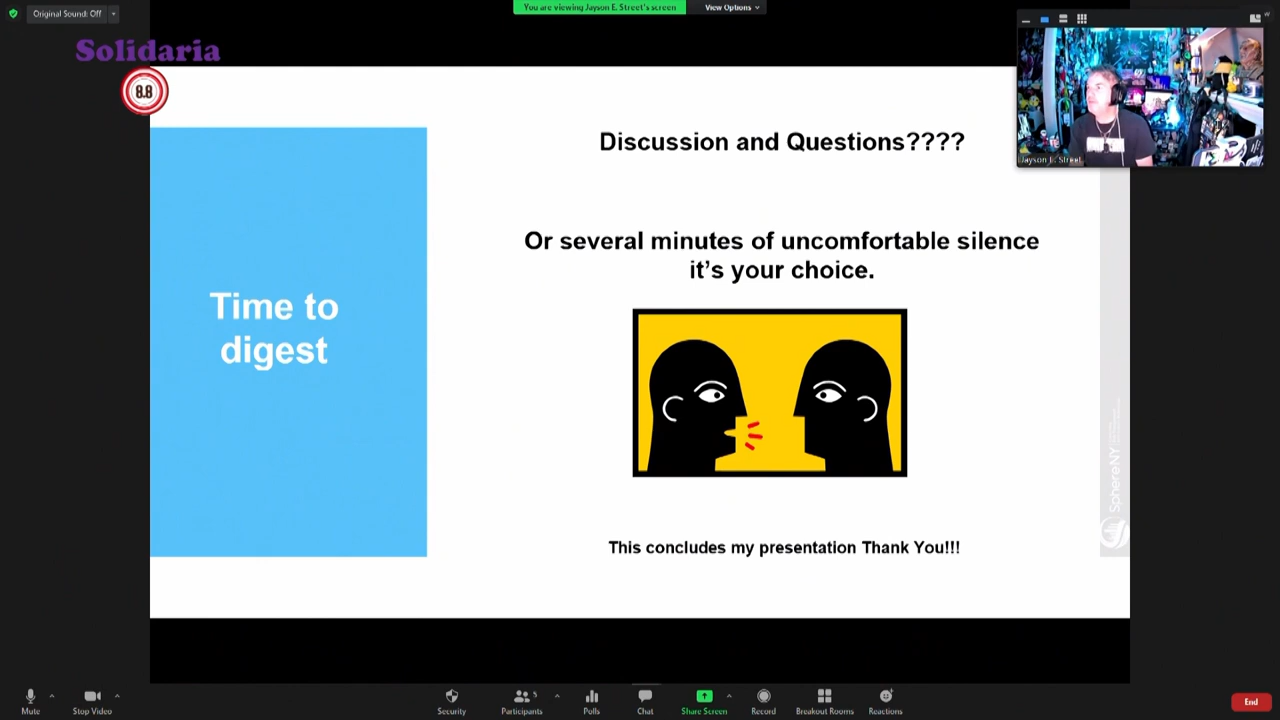 Original Sound: Off
You are viewing Jayson E. Street's screen
View Options
Solidaria
8.8
Discussion and Questions????
Or several minutes of uncomfortable silence
it's your choice.
Time to
digest
This concludes my presentation Thank You!!!
Jayson E. Street
SphereNY
Mute
Stop Video
Security
Participants
5
Polls
Chat
Share Screen
Record
Breakout Rooms
Reactions
End